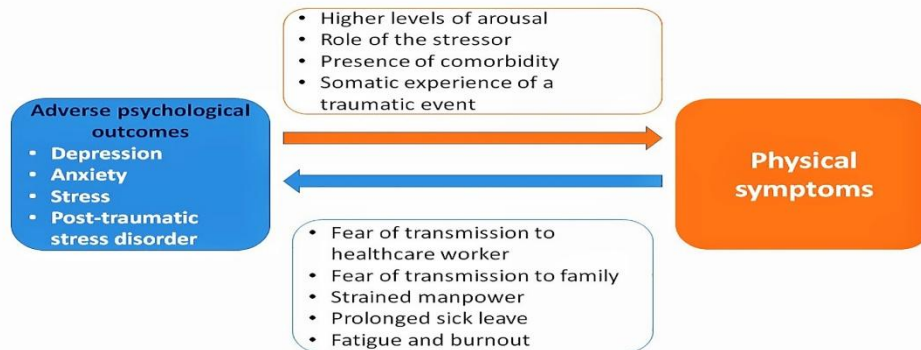 • Higher levels of arousal
• Role of the stressor
• Presence of comorbidity
• Somatic experience of a
traumatic event
Adverse psychological
outcomes
• Depression
• Anxiety
• Stress
• Post-traumatic
stress disorder
Physical
symptoms
• Fear of transmission to
healthcare worker
• Fear of transmission to family
• Strained manpower
• Prolonged sick leave
• Fatigue and burnout